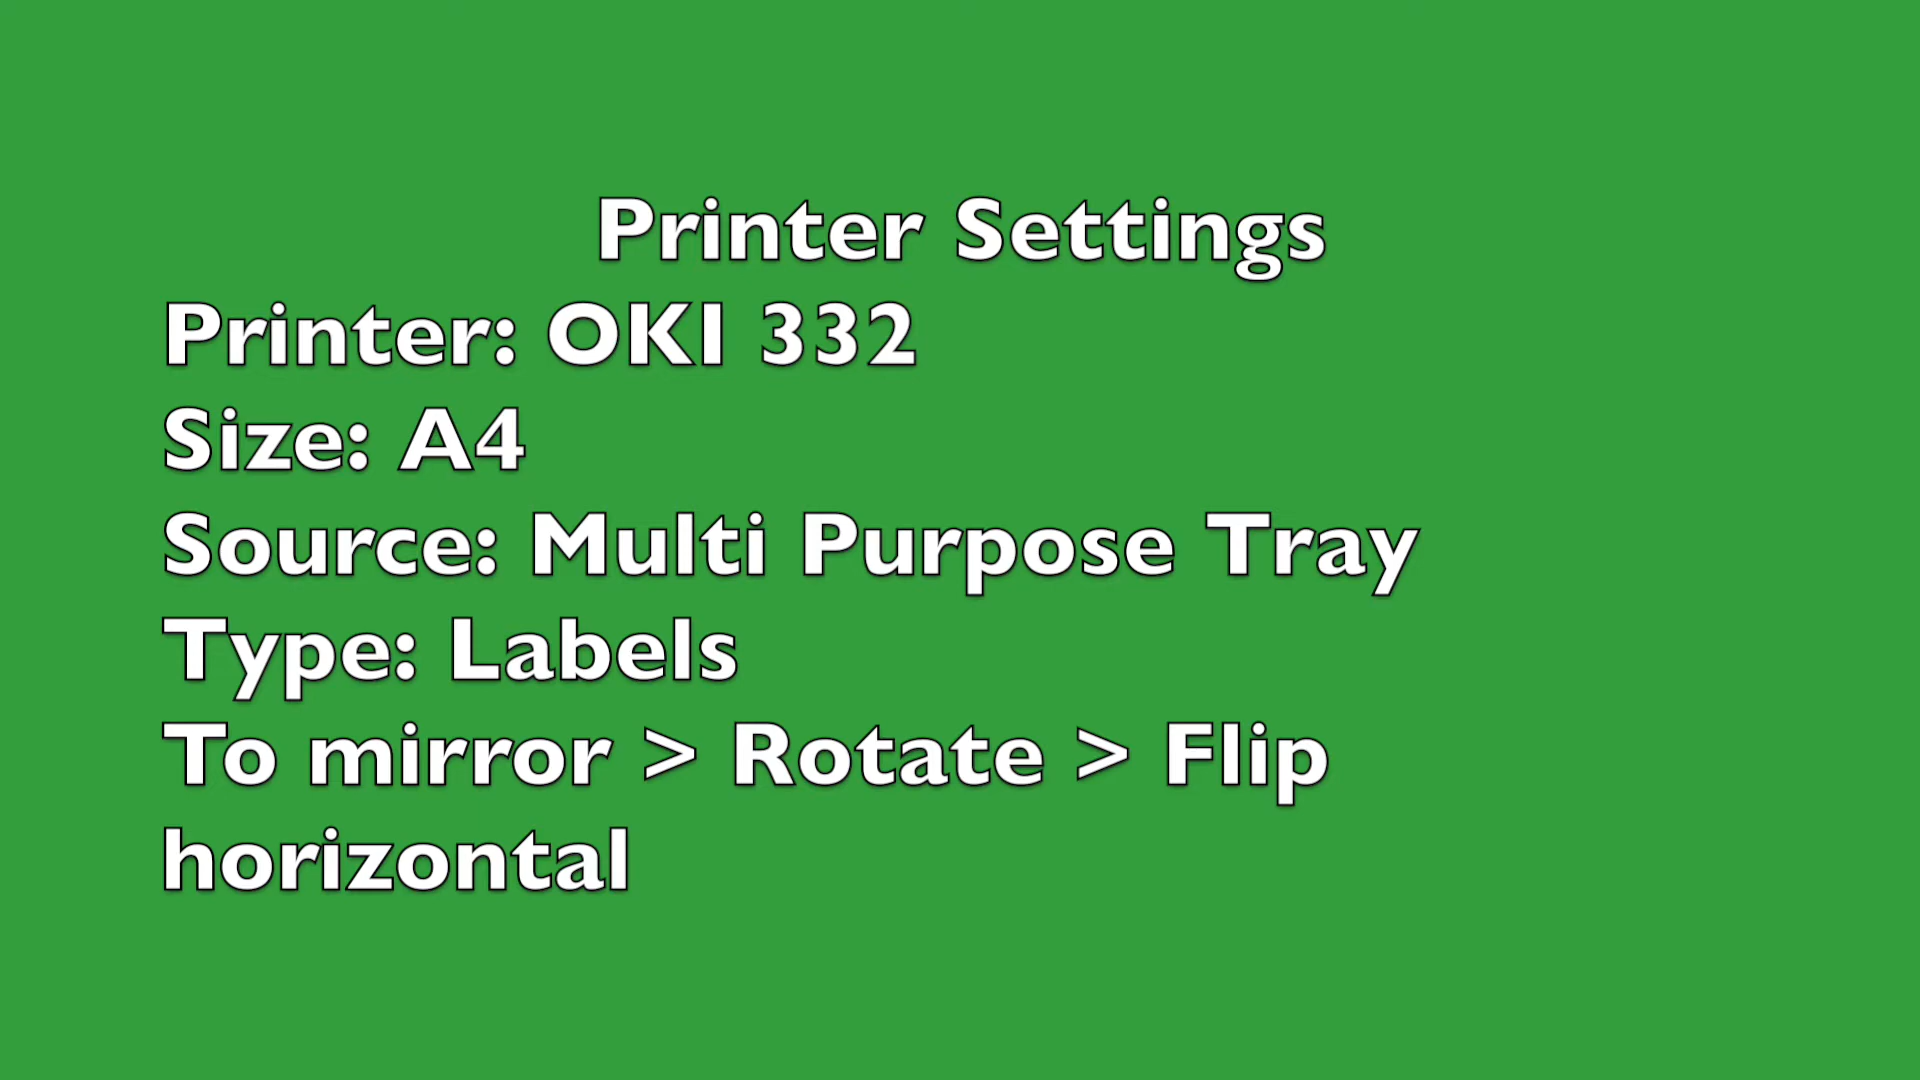 Printer Settings
Printer: OKI 332
Size: A4
Source: Multi Purpose Tray
Type: Labels
To mirror > Rotate > Flip
horizontal